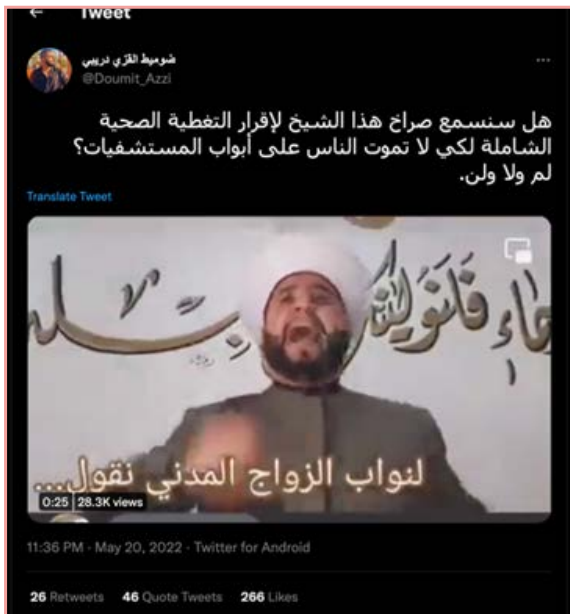 Tweet
ضوميط القزي دريبي
@Doumit_Azzi
هل سنسمع صراخ هذا الشيخ لإقرار التغطية الصحية
الشاملة لكي لا تموت الناس على أبواب المستشفيات؟
لم ولا ولن.
Translate Tweet
فَلَنُوَلِّيَنَّكَ
لنواب الزواج المدني نقول...
0:25 28.3K views
11:36 PM · May 20, 2022 · Twitter for Android
26 Retweets 46 Quote Tweets 266 Likes